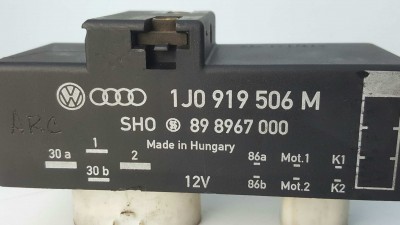 1J0 919 506 M
SHO 89 8967 000
Made in Hungary
1
30 a 2 86a Mot.1 K1
30 b 86b Mot.2 K2
12V